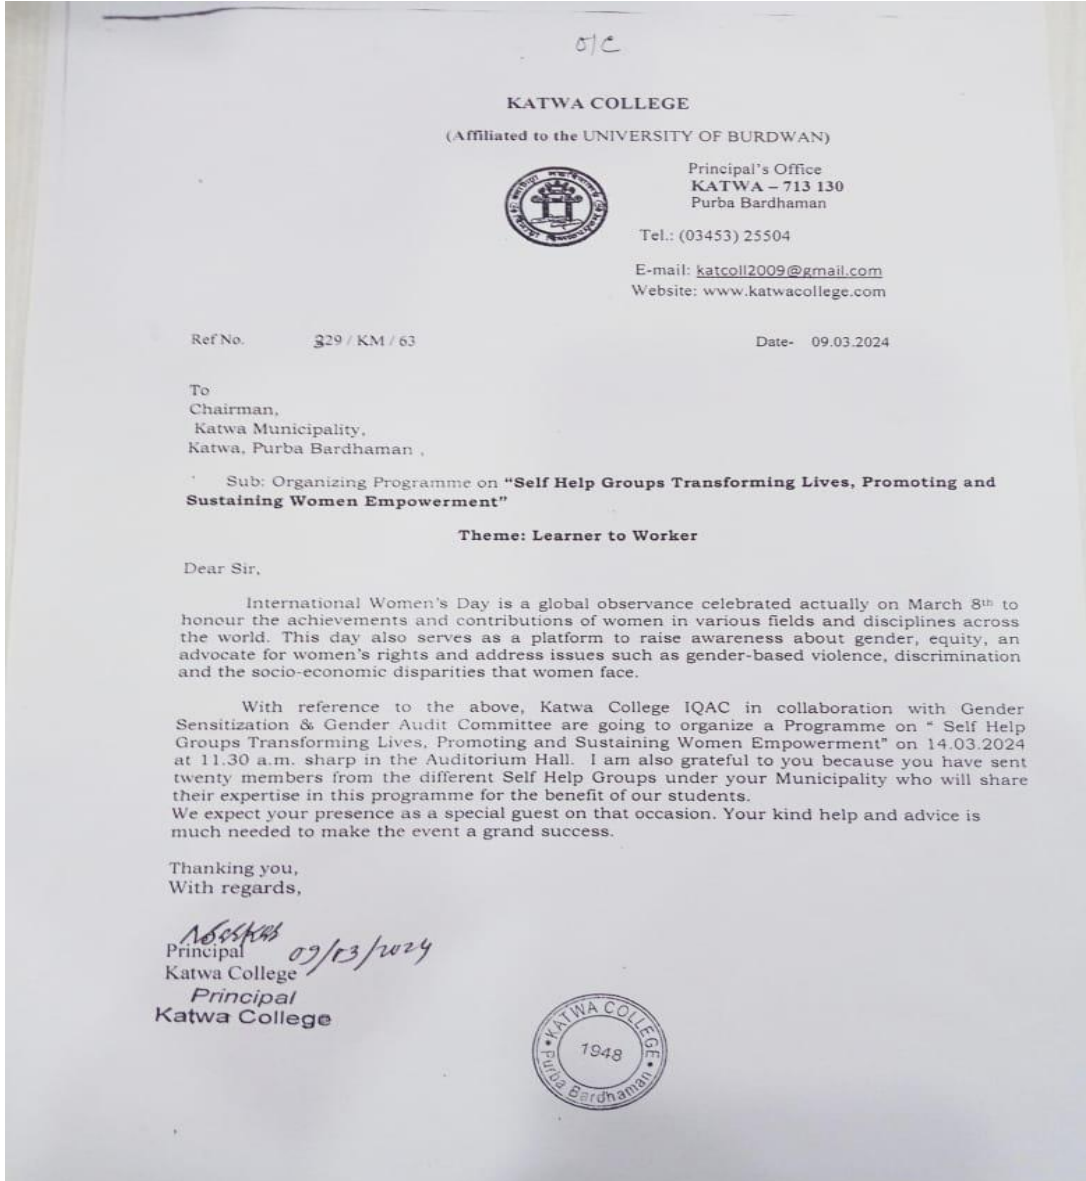 o/c
KATWA COLLEGE
(Affiliated to the UNIVERSITY OF BURDWAN)
Principal's Office
KATWA – 713 130
Purba Bardhaman
Tel.: (03453) 25504
E-mail: katcoll2009@gmail.com
Website: www.katwacollege.com
Ref No. 329 / KM / 63 Date- 09.03.2024
To
Chairman,
Katwa Municipality,
Katwa, Purba Bardhaman ,
Sub: Organizing Programme on “Self Help Groups Transforming Lives, Promoting and
Sustaining Women Empowerment”
Theme: Learner to Worker
Dear Sir,
International Women's Day is a global observance celebrated actually on March 8th to
honour the achievements and contributions of women in various fields and disciplines across
the world. This day also serves as a platform to raise awareness about gender, equity, an
advocate for women's rights and address issues such as gender-based violence, discrimination
and the socio-economic disparities that women face.
With reference to the above, Katwa College IQAC in collaboration with Gender
Sensitization & Gender Audit Committee are going to organize a Programme on “ Self Help
Groups Transforming Lives, Promoting and Sustaining Women Empowerment” on 14.03.2024
at 11.30 a.m. sharp in the Auditorium Hall. I am also grateful to you because you have sent
twenty members from the different Self Help Groups under your Municipality who will share
their expertise in this programme for the benefit of our students.
We expect your presence as a special guest on that occasion. Your kind help and advice is
much needed to make the event a grand success.
Thanking you,
With regards,
Principal 09/03/2024
Katwa College
Principal
Katwa College
KATWA COLLEGE
1948
Purba Bardhaman